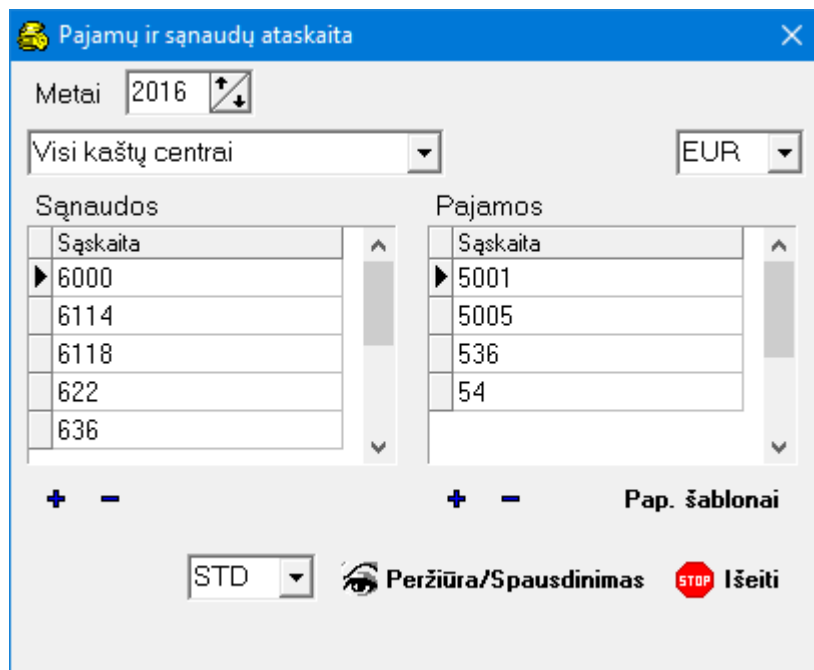 Pajamų ir sąnaudų ataskaita
Metai 2016
Visi kaštų centrai EUR
Sąnaudos Pajamos
Sąskaita Sąskaita
6000 5001
6114 5005
6118 536
622 54
636
+ - + - Pap. šablonai
STD Peržiūra/Spausdinimas STOP Išeiti